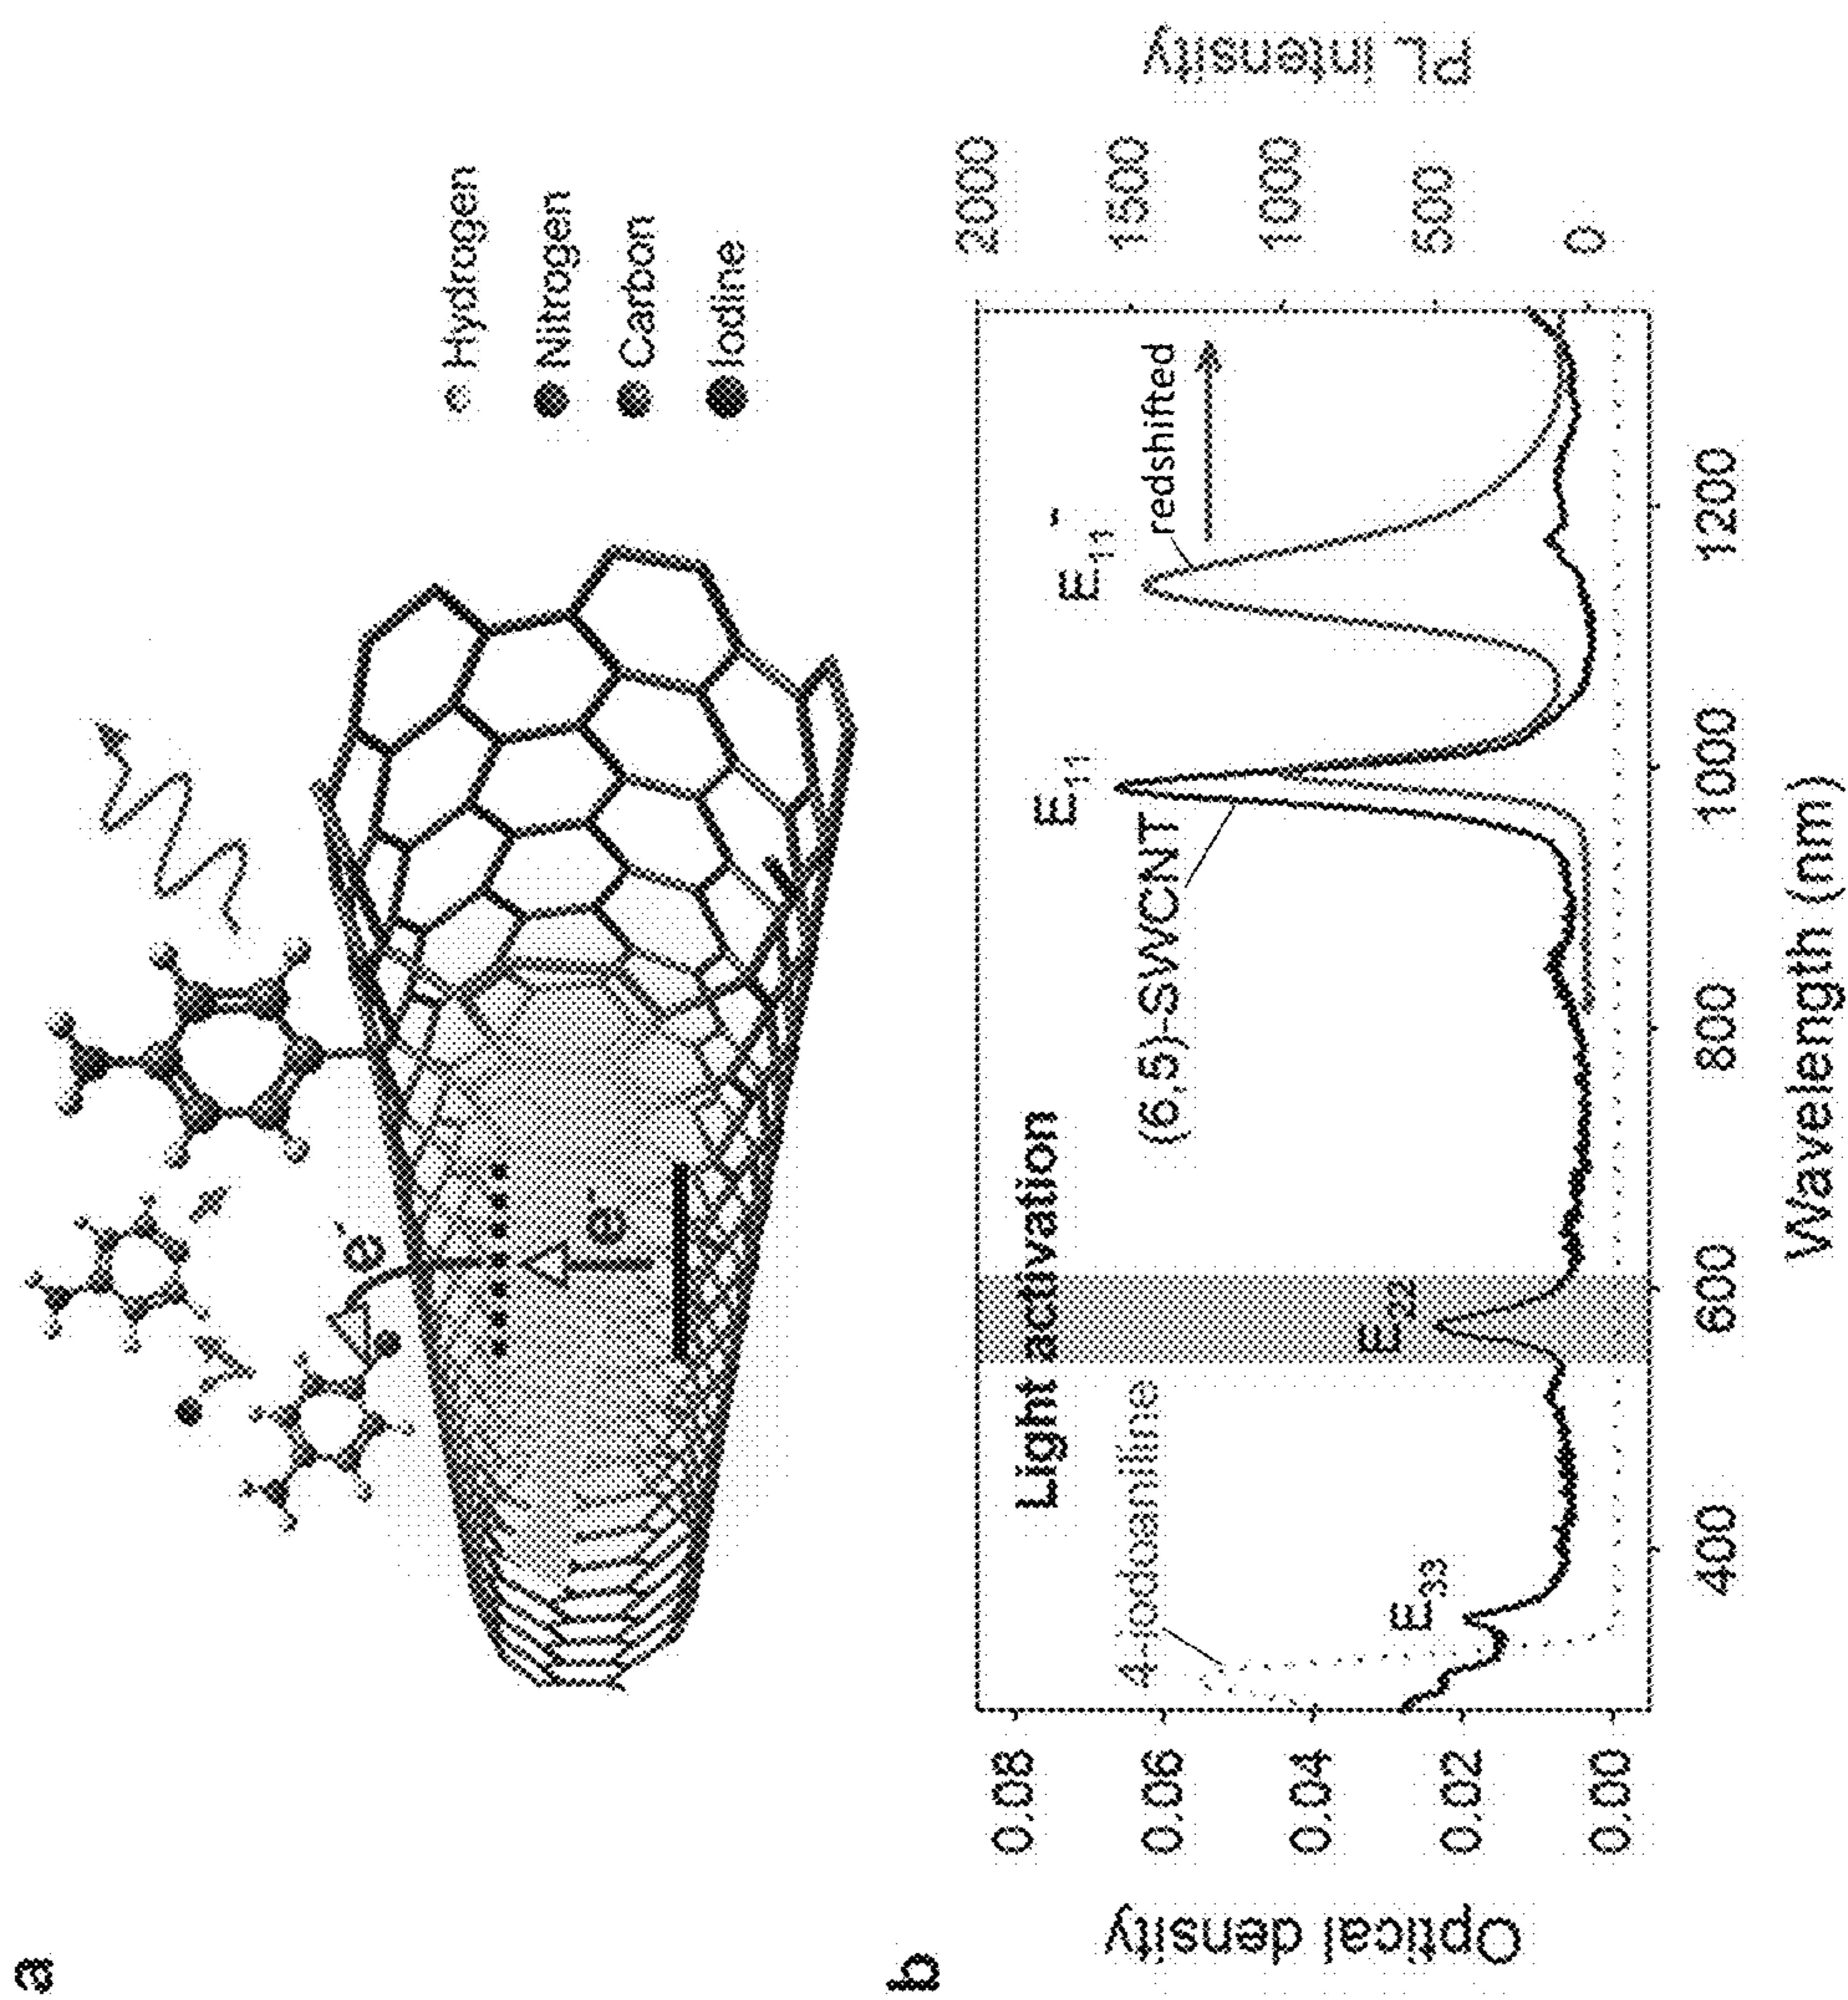 a
Hydrogen
Nitrogen
Carbon
Iodine
e-
e-
b
Light activation
4-iodoaniline
(6,5)-SWCNT
E33
E22
E11
E11-
redshifted
Optical density
0.08
0.06
0.04
0.02
0.00
PL intensity
2000
1500
1000
500
0
400
600
800
1000
1200
Wavelength (nm)